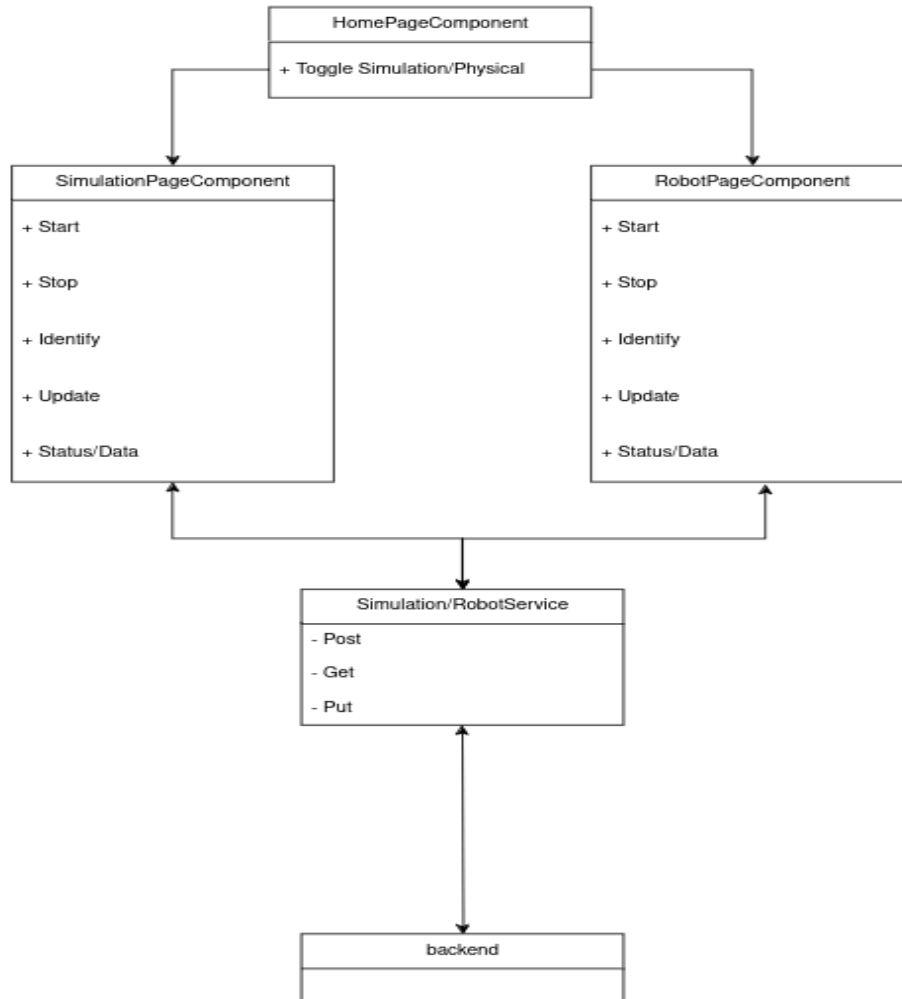 HomePageComponent
+ Toggle Simulation/Physical
SimulationPageComponent
+ Start
+ Stop
+ Identify
+ Update
+ Status/Data
RobotPageComponent
+ Start
+ Stop
+ Identify
+ Update
+ Status/Data
Simulation/RobotService
- Post
- Get
- Put
backend